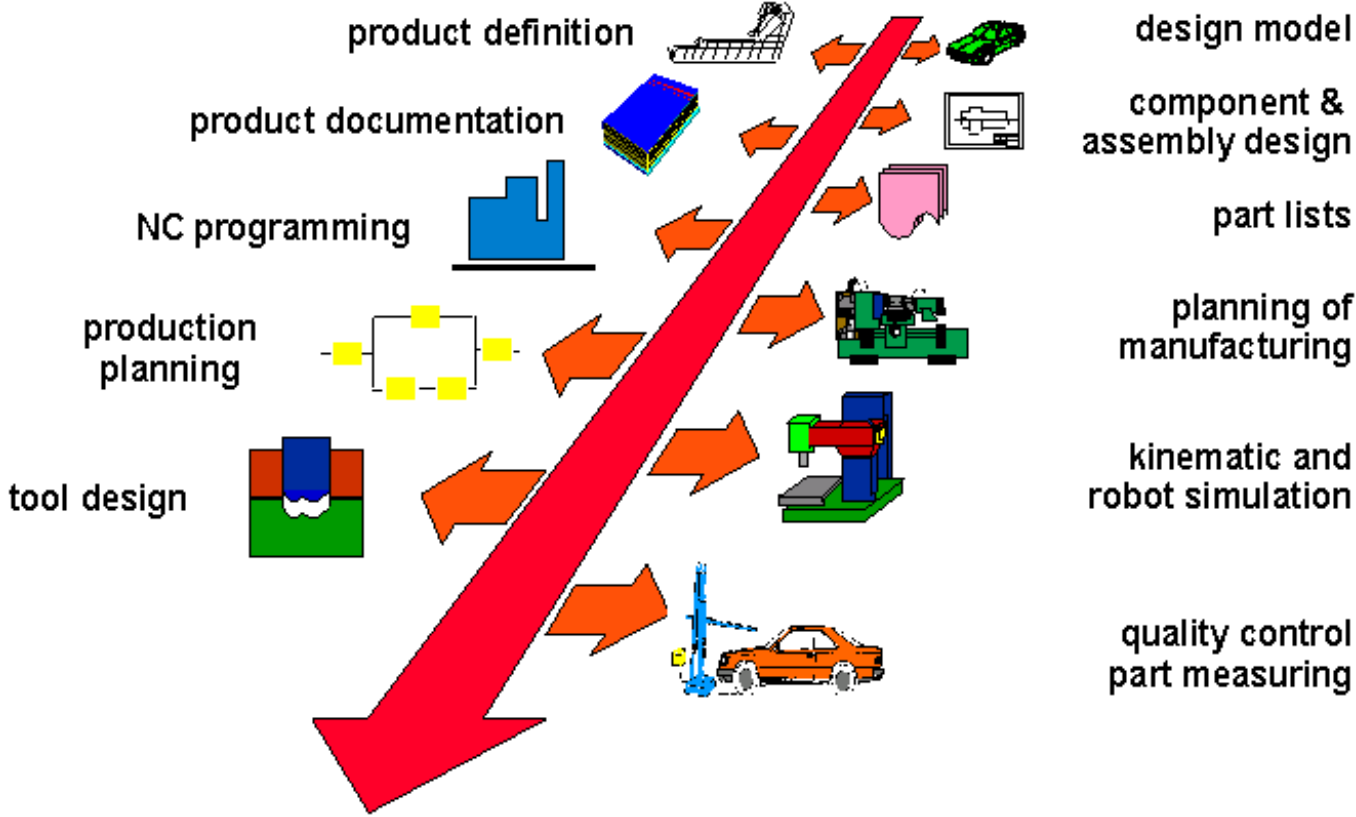 product definition
design model
product documentation
component &
assembly design
NC programming
part lists
production
planning
planning of
manufacturing
tool design
kinematic and
robot simulation
quality control
part measuring